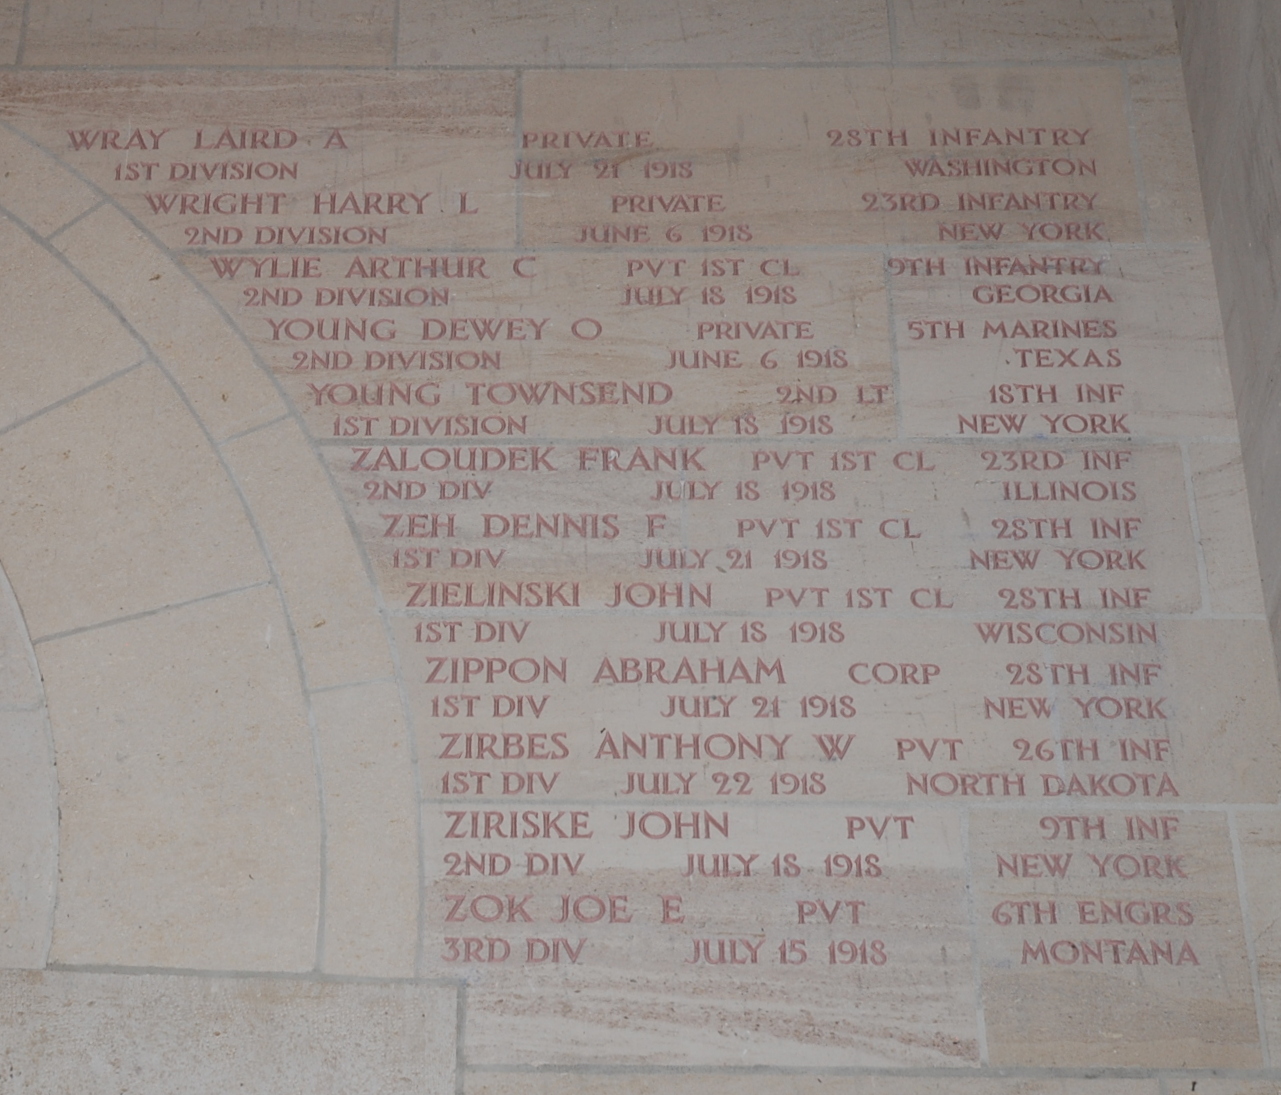 WRAY LAIRD A PRIVATE 28TH INFANTRY
1ST DIVISION JULY 21 1918 WASHINGTON
WRIGHT HARRY L PRIVATE 23RD INFANTRY
2ND DIVISION JUNE 6 1918 NEW YORK
WYLIE ARTHUR C PVT 1ST CL 9TH INFANTRY
2ND DIVISION JULY 18 1918 GEORGIA
YOUNG DEWEY O PRIVATE 5TH MARINES
2ND DIVISION JUNE 6 1918 TEXAS
YOUNG TOWNSEND 2ND LT 18TH INF
1ST DIVISION JULY 18 1918 NEW YORK
ZALOUDEK FRANK PVT 1ST CL 23RD INF
2ND DIV JULY 18 1918 ILLINOIS
ZEH DENNIS F PVT 1ST CL 28TH INF
1ST DIV JULY 21 1918 NEW YORK
ZIELINSKI JOHN PVT 1ST CL 28TH INF
1ST DIV JULY 18 1918 WISCONSIN
ZIPPON ABRAHAM CORP 28TH INF
1ST DIV JULY 21 1918 NEW YORK
ZIRBES ANTHONY W PVT 26TH INF
1ST DIV JULY 22 1918 NORTH DAKOTA
ZIRISKE JOHN PVT 9TH INF
2ND DIV JULY 18 1918 NEW YORK
ZOK JOE E PVT 6TH ENGRS
3RD DIV JULY 15 1918 MONTANA